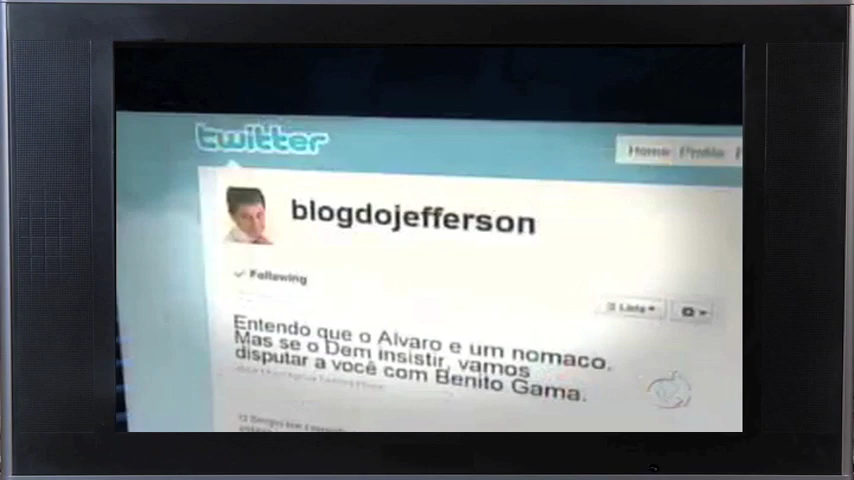 twitter
Home Profile
blogdojefferson
Following
Lists
Entendo que o Alvaro e um nomaco.
Mas se o Dem insistir, vamos
disputar a você com Benito Gama.